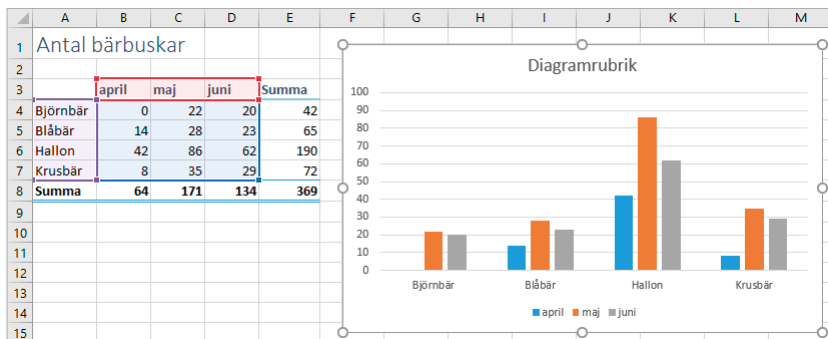 A B C D E F G H I J K L M
1 Antal bärbuskar
2
3 april maj juni Summa
4 Björnbär 0 22 20 42
5 Blåbär 14 28 23 65
6 Hallon 42 86 62 190
7 Krusbär 8 35 29 72
8 Summa 64 171 134 369
9
10
11
12
13
14
15
Diagramrubrik
100
90
80
70
60
50
40
30
20
10
0
Björnbär Blåbär Hallon Krusbär
april maj juni